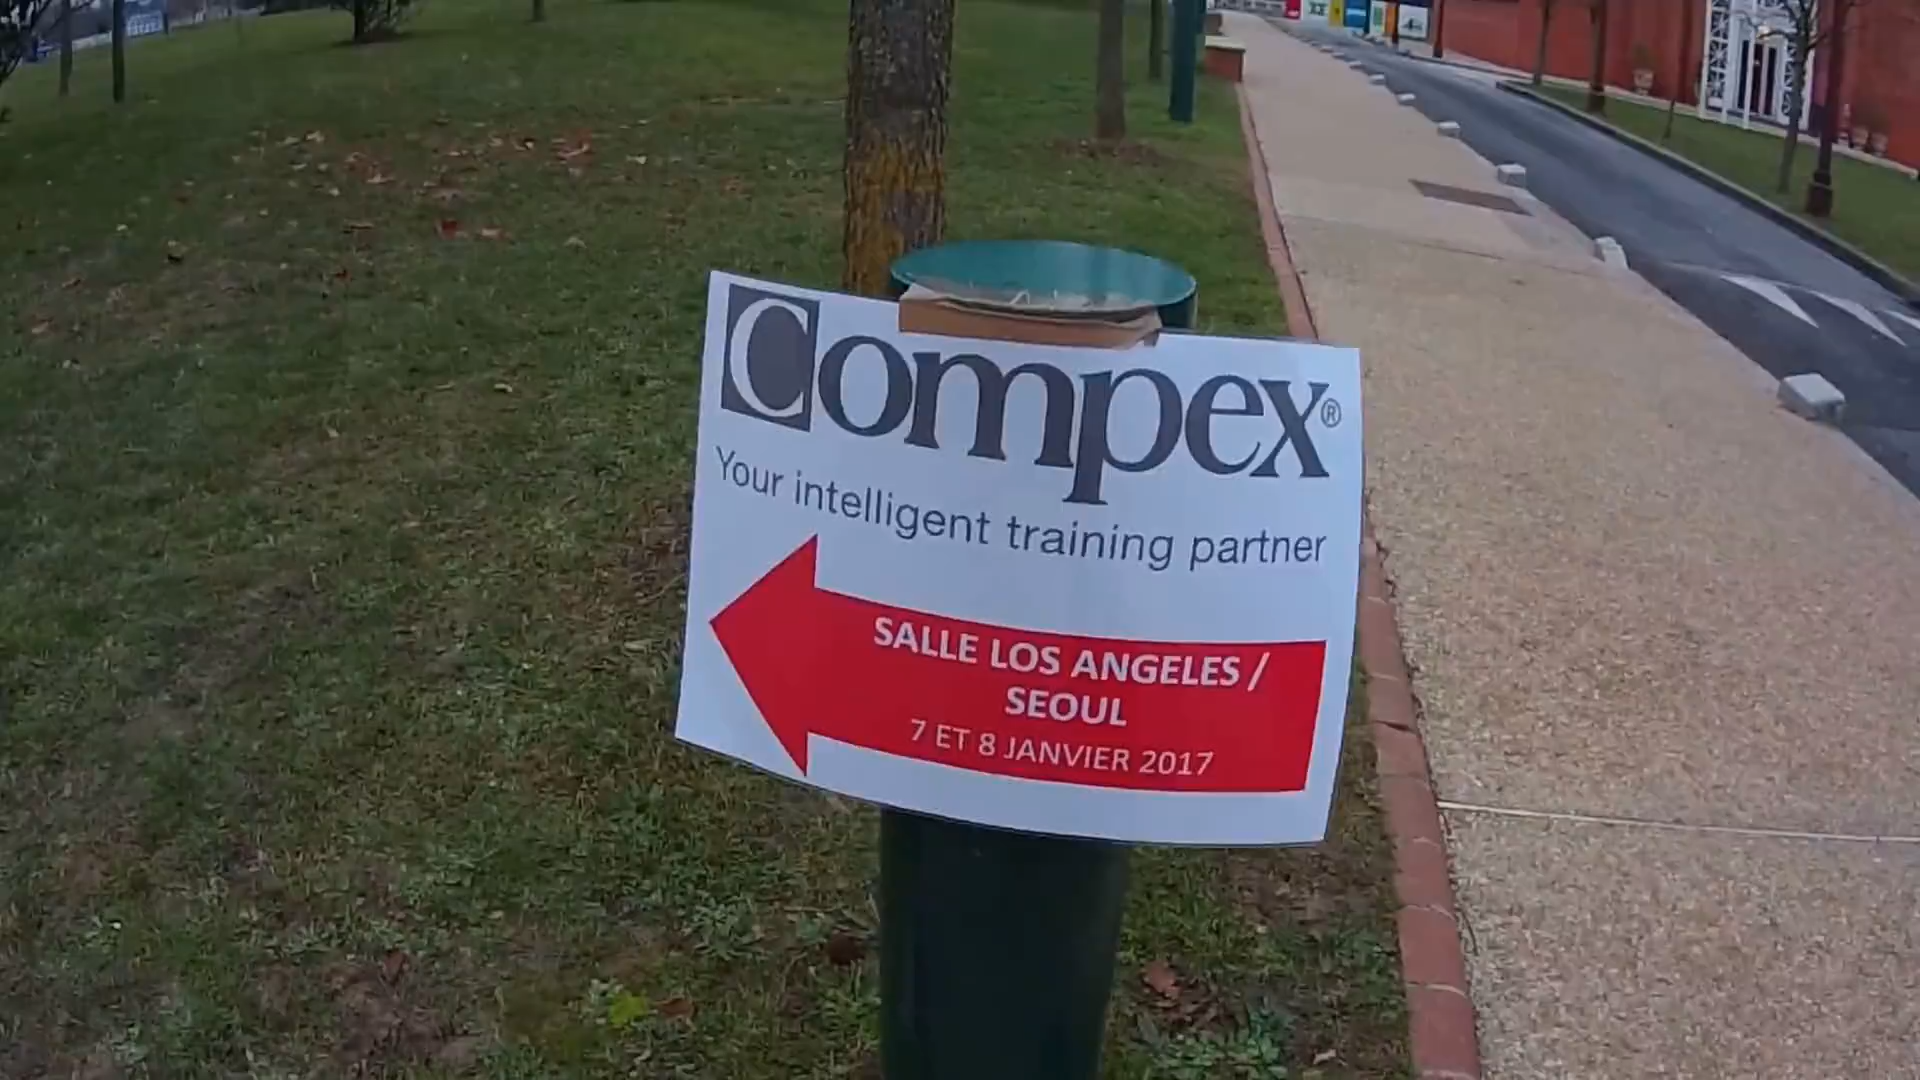 Compex®
Your intelligent training partner
SALLE LOS ANGELES /
SEOUL
7 ET 8 JANVIER 2017